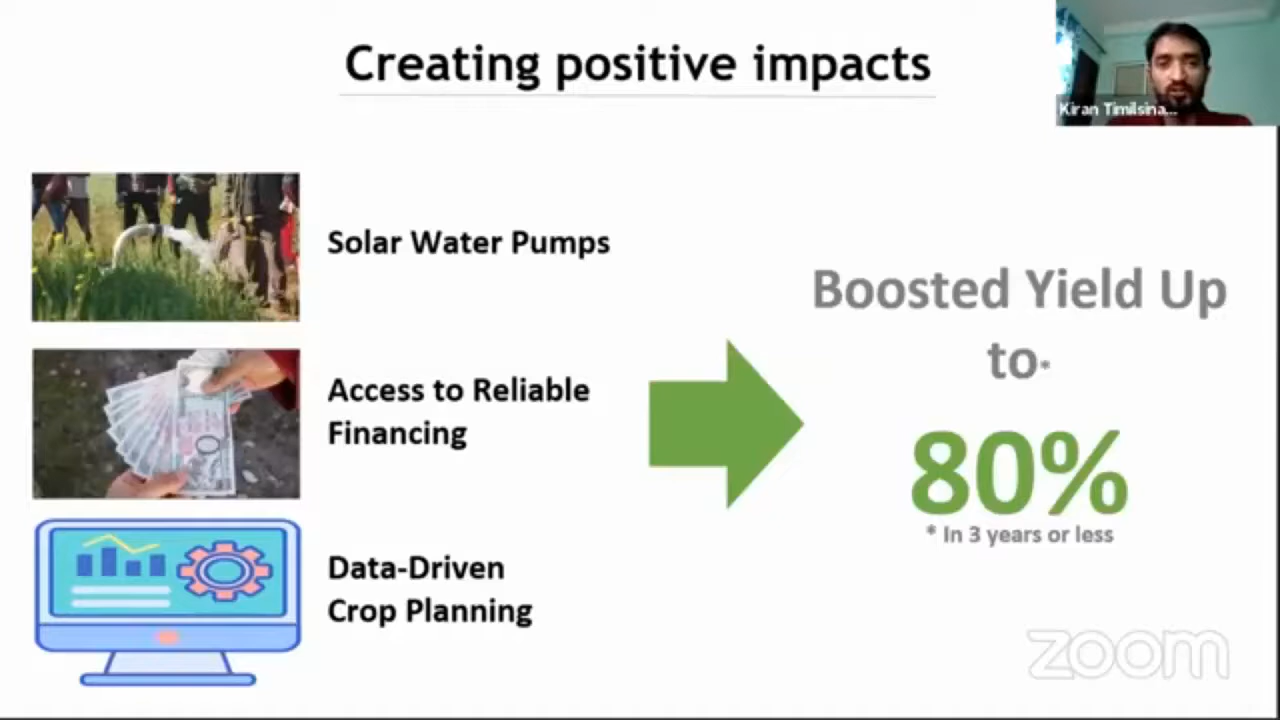 Creating positive impacts
Kiran Timilsina...
Solar Water Pumps
Access to Reliable
Financing
Data-Driven
Crop Planning
Boosted Yield Up
to*
80%
* In 3 years or less
zoom